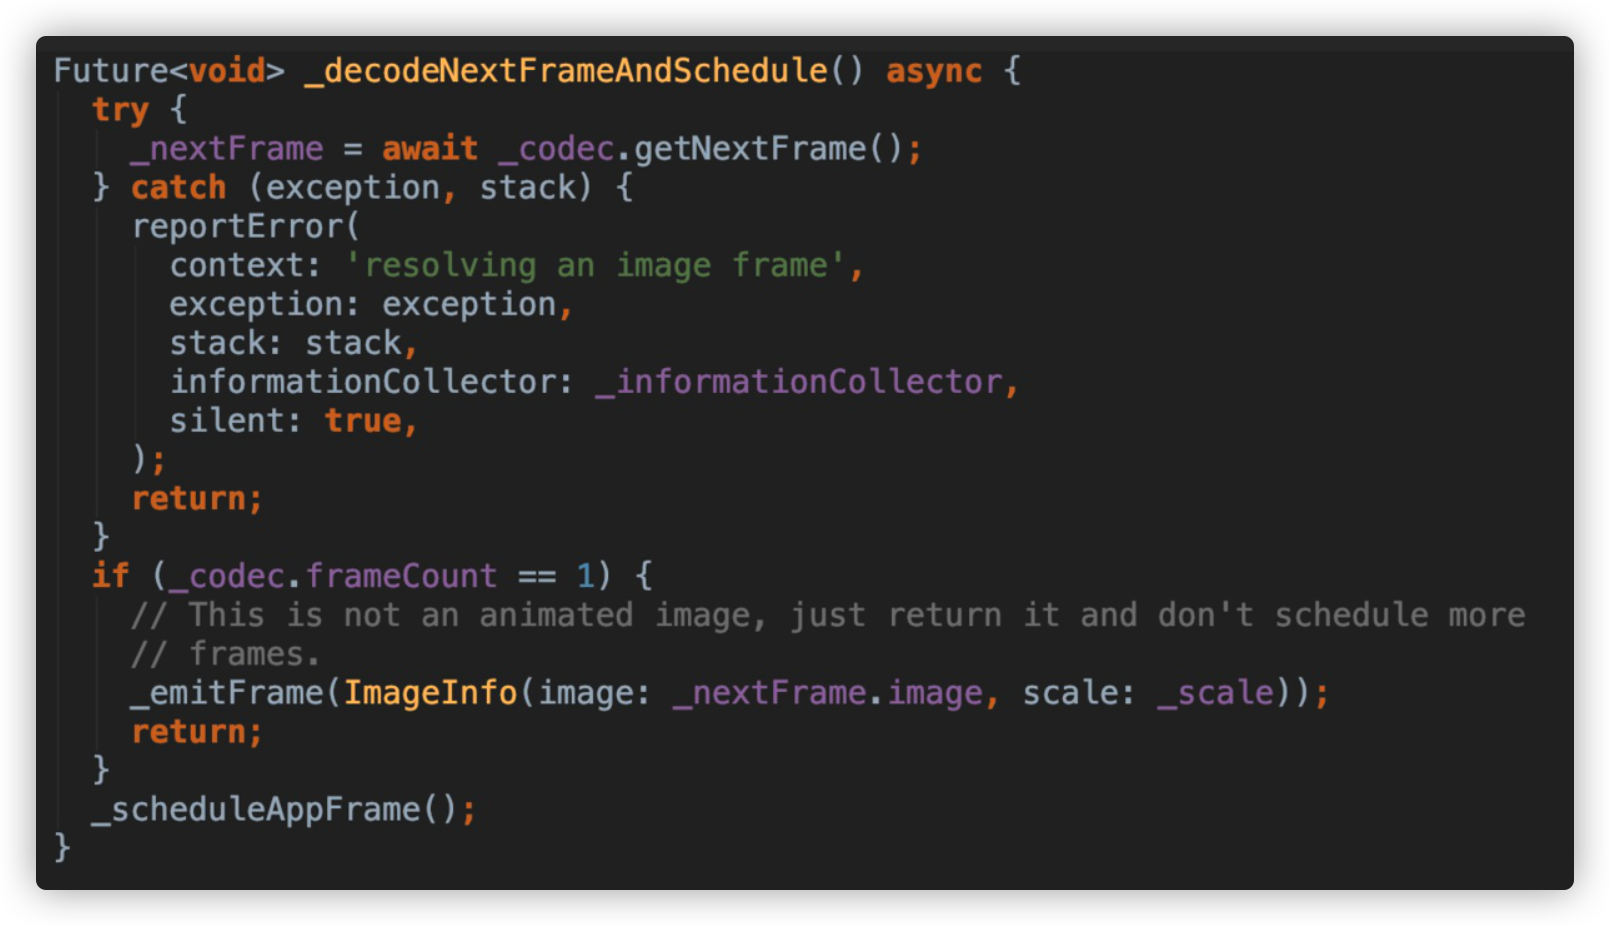 Future<void> _decodeNextFrameAndSchedule() async {
  try {
    _nextFrame = await _codec.getNextFrame();
  } catch (exception, stack) {
    reportError(
      context: 'resolving an image frame',
      exception: exception,
      stack: stack,
      informationCollector: _informationCollector,
      silent: true,
    );
    return;
  }
  if (_codec.frameCount == 1) {
    // This is not an animated image, just return it and don't schedule more
    // frames.
    _emitFrame(ImageInfo(image: _nextFrame.image, scale: _scale));
    return;
  }
  _scheduleAppFrame();
}